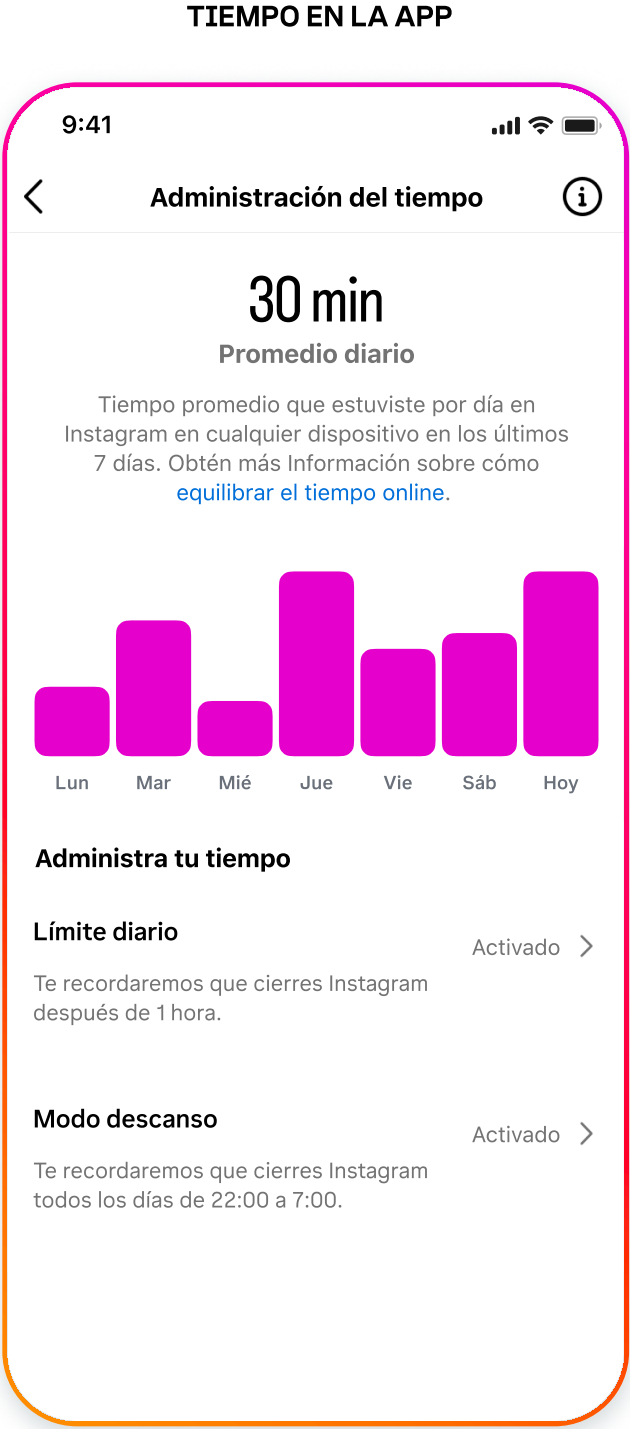 TIEMPO EN LA APP
9:41
Administración del tiempo
30 min
Promedio diario
Tiempo promedio que estuviste por día en
Instagram en cualquier dispositivo en los últimos
7 días. Obtén más Información sobre cómo
equilibrar el tiempo online.
Lun Mar Mié Jue Vie Sáb Hoy
Administra tu tiempo
Límite diario
Activado
Te recordaremos que cierres Instagram
después de 1 hora.
Modo descanso
Activado
Te recordaremos que cierres Instagram
todos los días de 22:00 a 7:00.